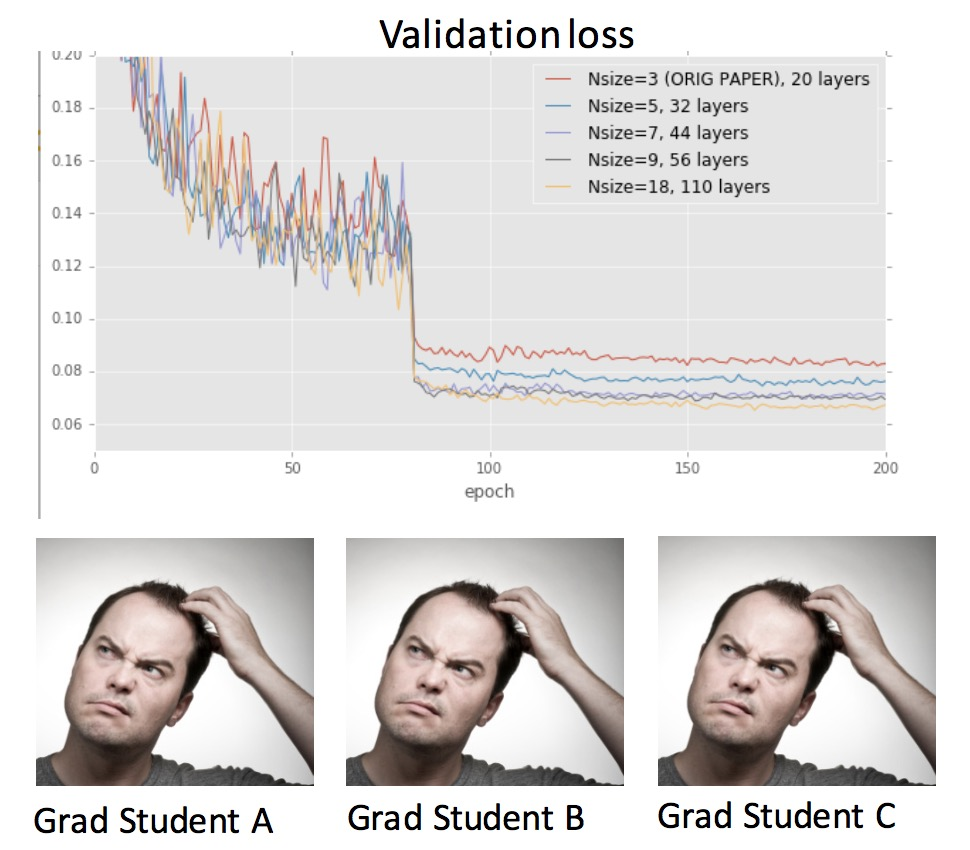 Validation loss
0.20
0.18
0.16
0.14
0.12
0.10
0.08
0.06
Nsize=3 (ORIG PAPER), 20 layers
Nsize=5, 32 layers
Nsize=7, 44 layers
Nsize=9, 56 layers
Nsize=18, 110 layers
0 50 100 150 200
epoch
Grad Student A Grad Student B Grad Student C